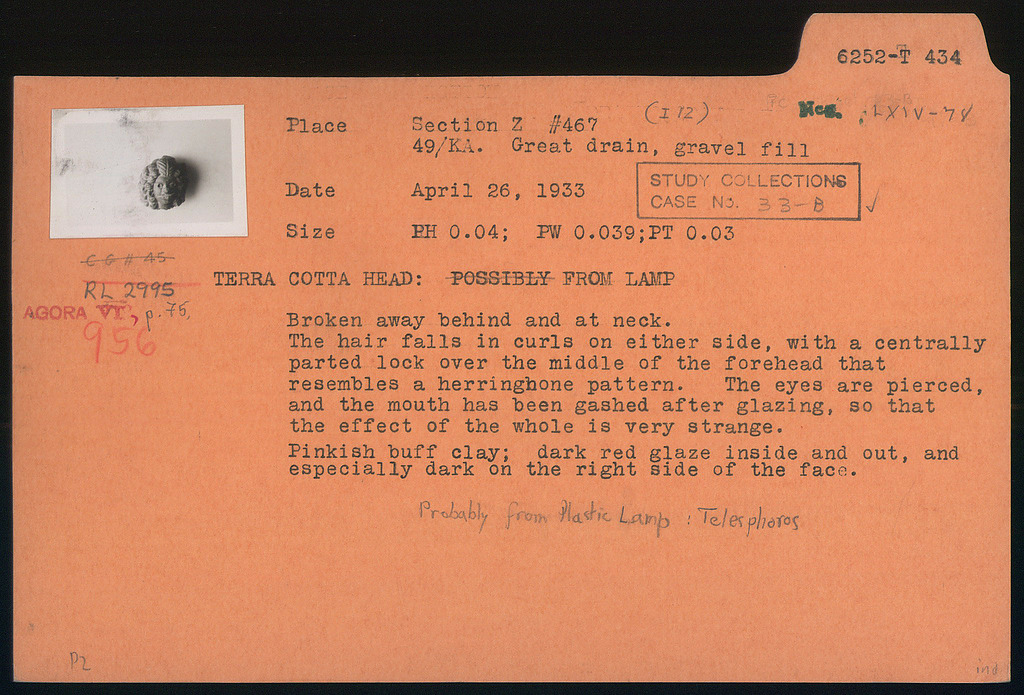 6252-T 434
Neg. LXIV-78
Place Section Z #467 (I 12)
49/KA. Great drain, gravel fill
Date April 26, 1933
STUDY COLLECTIONS
CASE No. 33-B ✓
Size PH 0.04; PW 0.039;PT 0.03
C G # 45
RL 2995
AGORA VI, p. 75,
956
TERRA COTTA HEAD: POSSIBLY FROM LAMP
Broken away behind and at neck.
The hair falls in curls on either side, with a centrally
parted lock over the middle of the forehead that
resembles a herringbone pattern. The eyes are pierced,
and the mouth has been gashed after glazing, so that
the effect of the whole is very strange.
Pinkish buff clay; dark red glaze inside and out, and
especially dark on the right side of the face.
Probably from Plastic Lamp : Telesphoros
P2